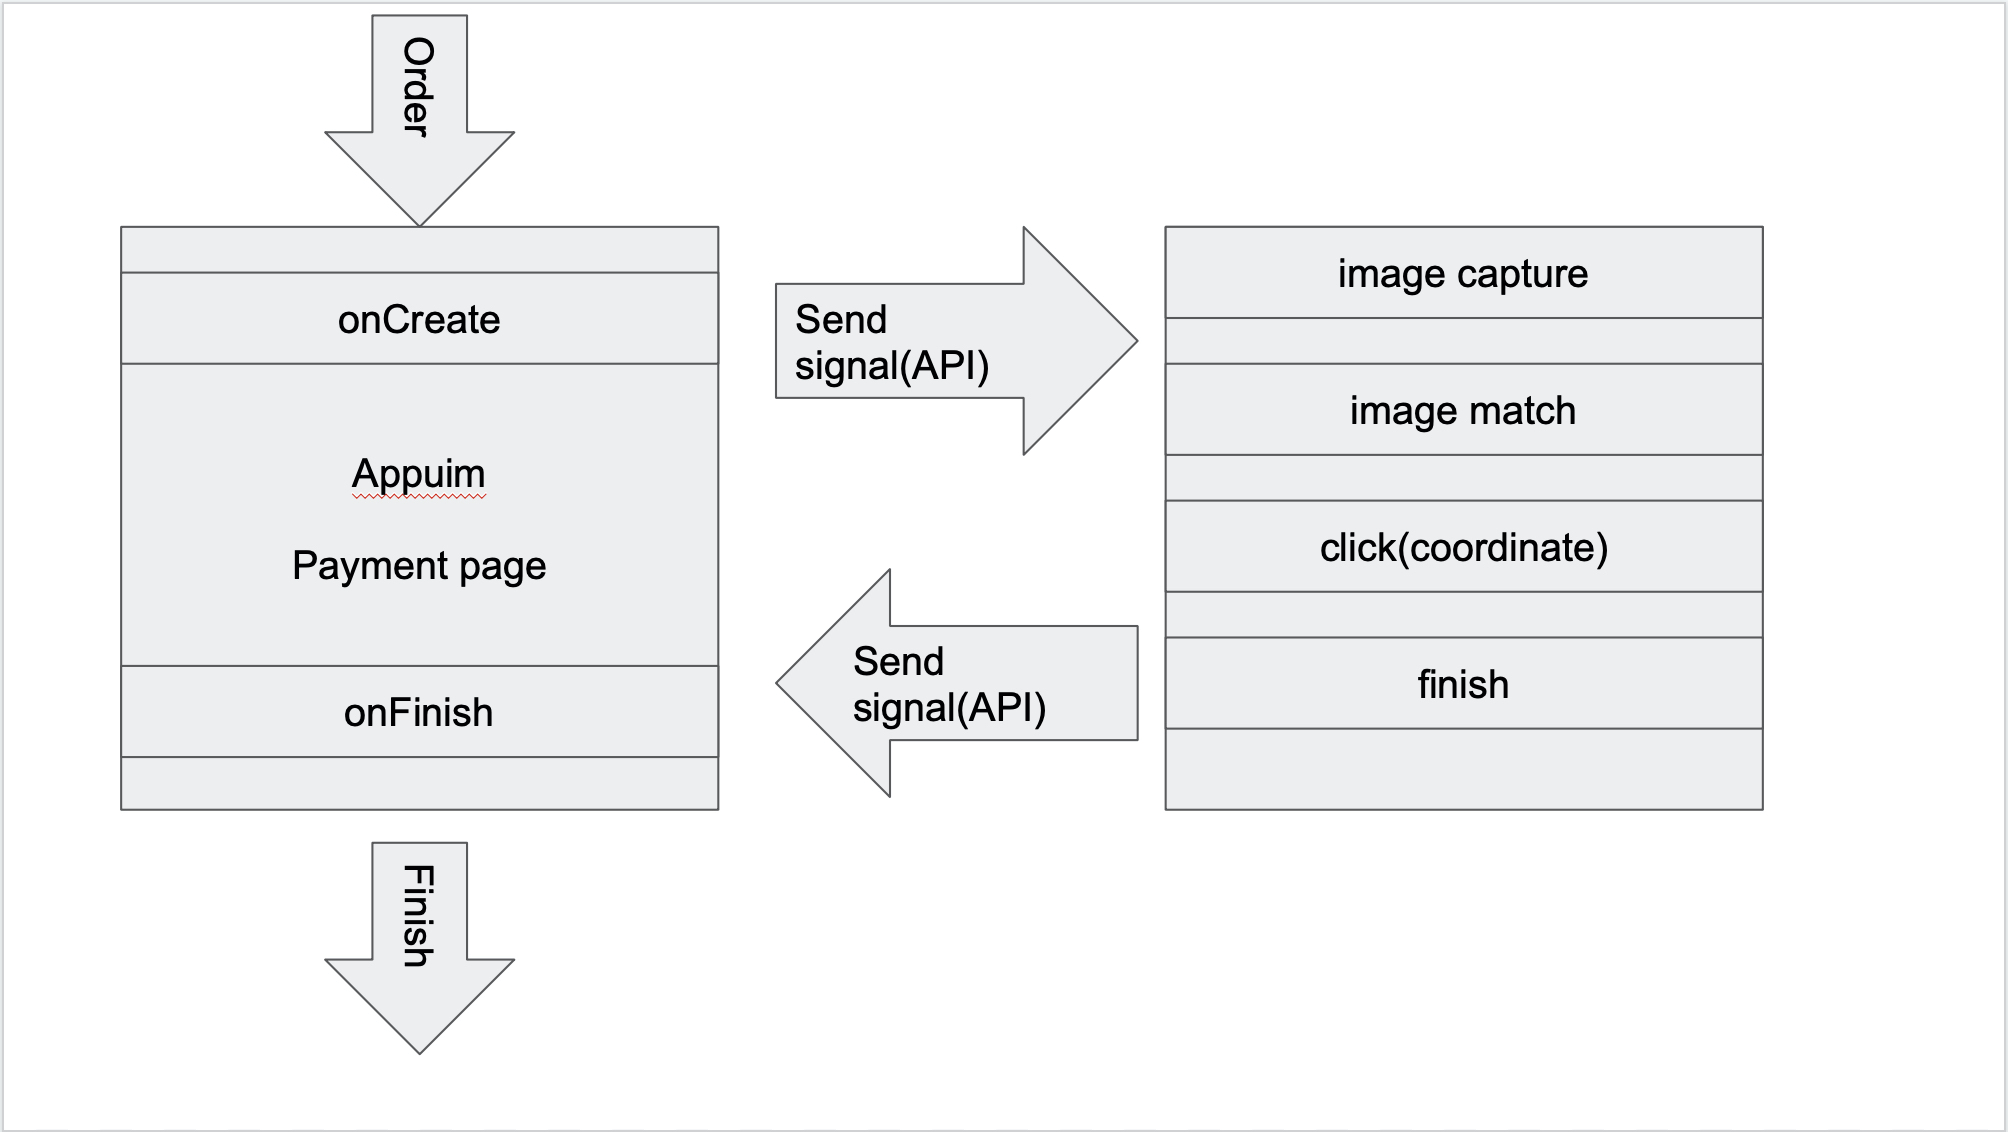 Order
onCreate
Appuim
Payment page
onFinish
Finish
Send
signal(API)
Send
signal(API)
image capture
image match
click(coordinate)
finish